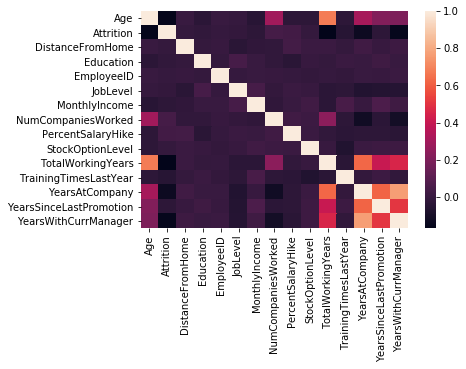 Age
Attrition
DistanceFromHome
Education
EmployeeID
JobLevel
MonthlyIncome
NumCompaniesWorked
PercentSalaryHike
StockOptionLevel
TotalWorkingYears
TrainingTimesLastYear
YearsAtCompany
YearsSinceLastPromotion
YearsWithCurrManager
Age
Attrition
DistanceFromHome
Education
EmployeeID
JobLevel
MonthlyIncome
NumCompaniesWorked
PercentSalaryHike
StockOptionLevel
TotalWorkingYears
TrainingTimesLastYear
YearsAtCompany
YearsSinceLastPromotion
YearsWithCurrManager
1.0
0.8
0.6
0.4
0.2
0.0